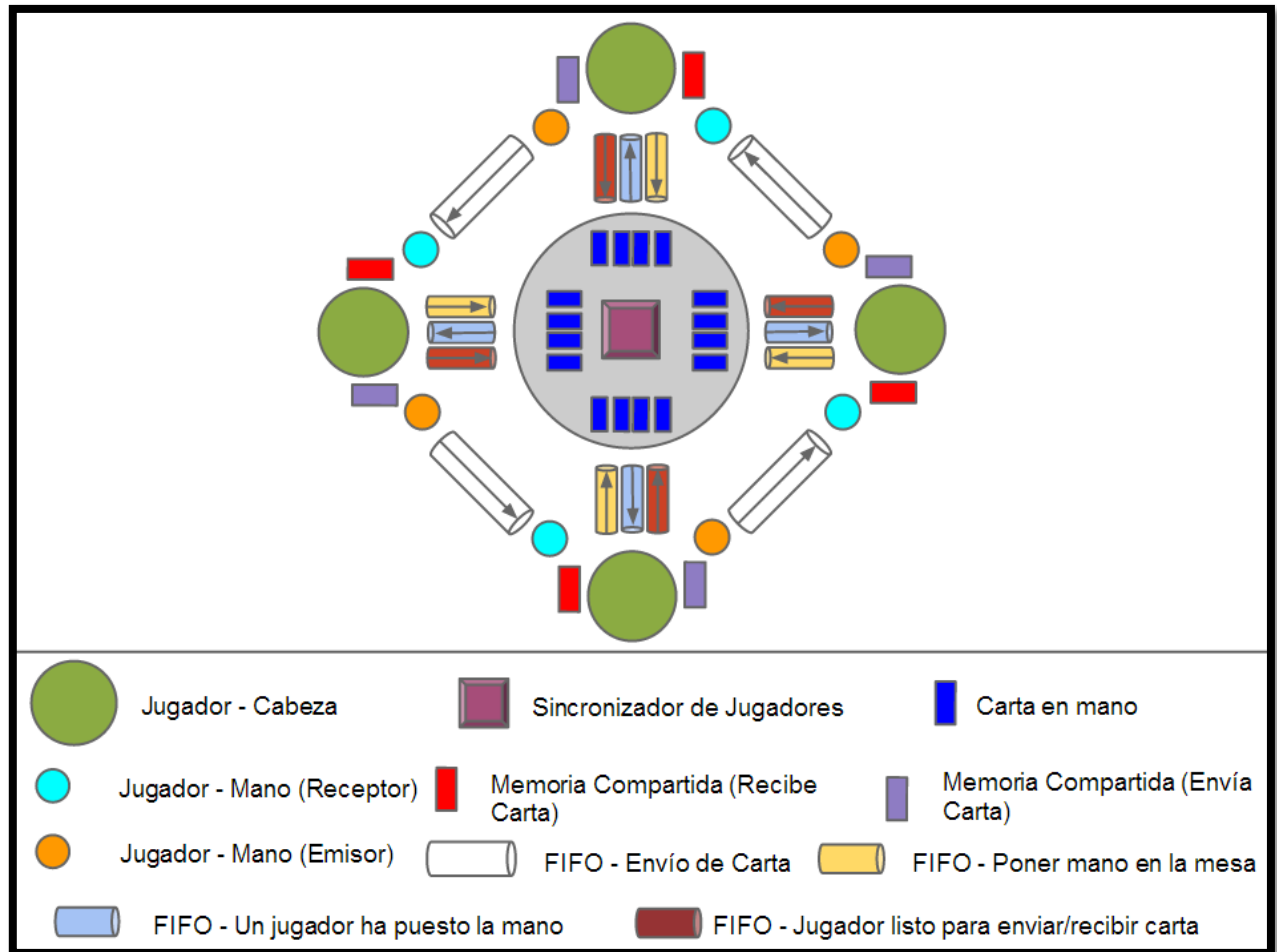 Jugador - Cabeza
Sincronizador de Jugadores
Carta en mano
Jugador - Mano (Receptor)
Memoria Compartida (Recibe
Carta)
Memoria Compartida (Envía
Carta)
Jugador - Mano (Emisor)
FIFO - Envío de Carta
FIFO - Poner mano en la mesa
FIFO - Un jugador ha puesto la mano
FIFO - Jugador listo para enviar/recibir carta